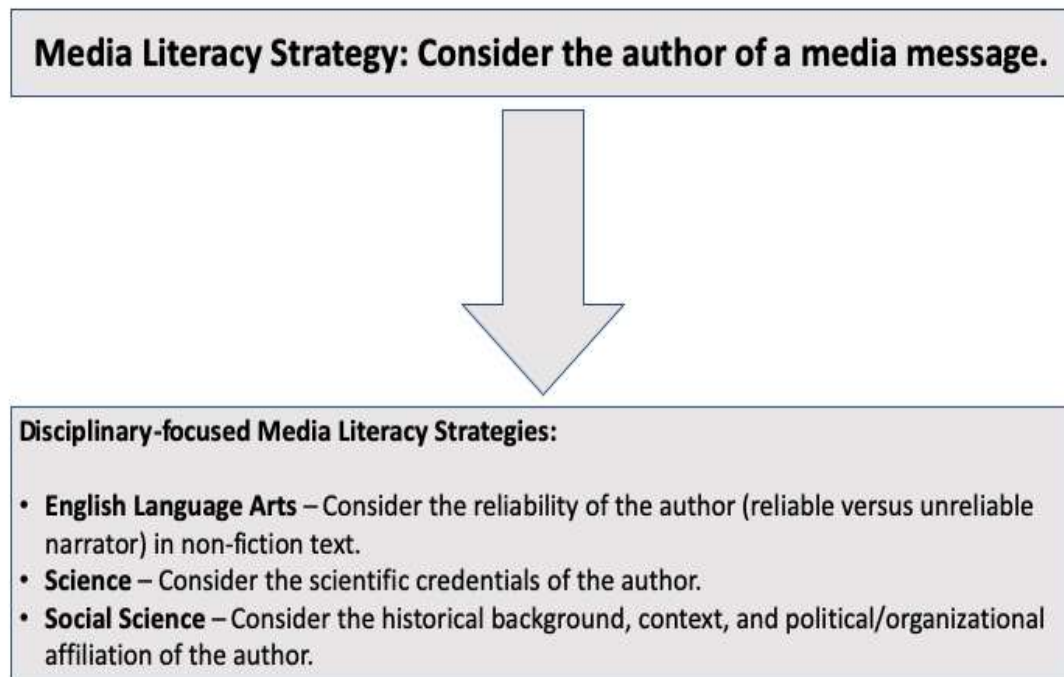 Media Literacy Strategy: Consider the author of a media message.
Disciplinary-focused Media Literacy Strategies:
• English Language Arts – Consider the reliability of the author (reliable versus unreliable
narrator) in non-fiction text.
• Science – Consider the scientific credentials of the author.
• Social Science – Consider the historical background, context, and political/organizational
affiliation of the author.